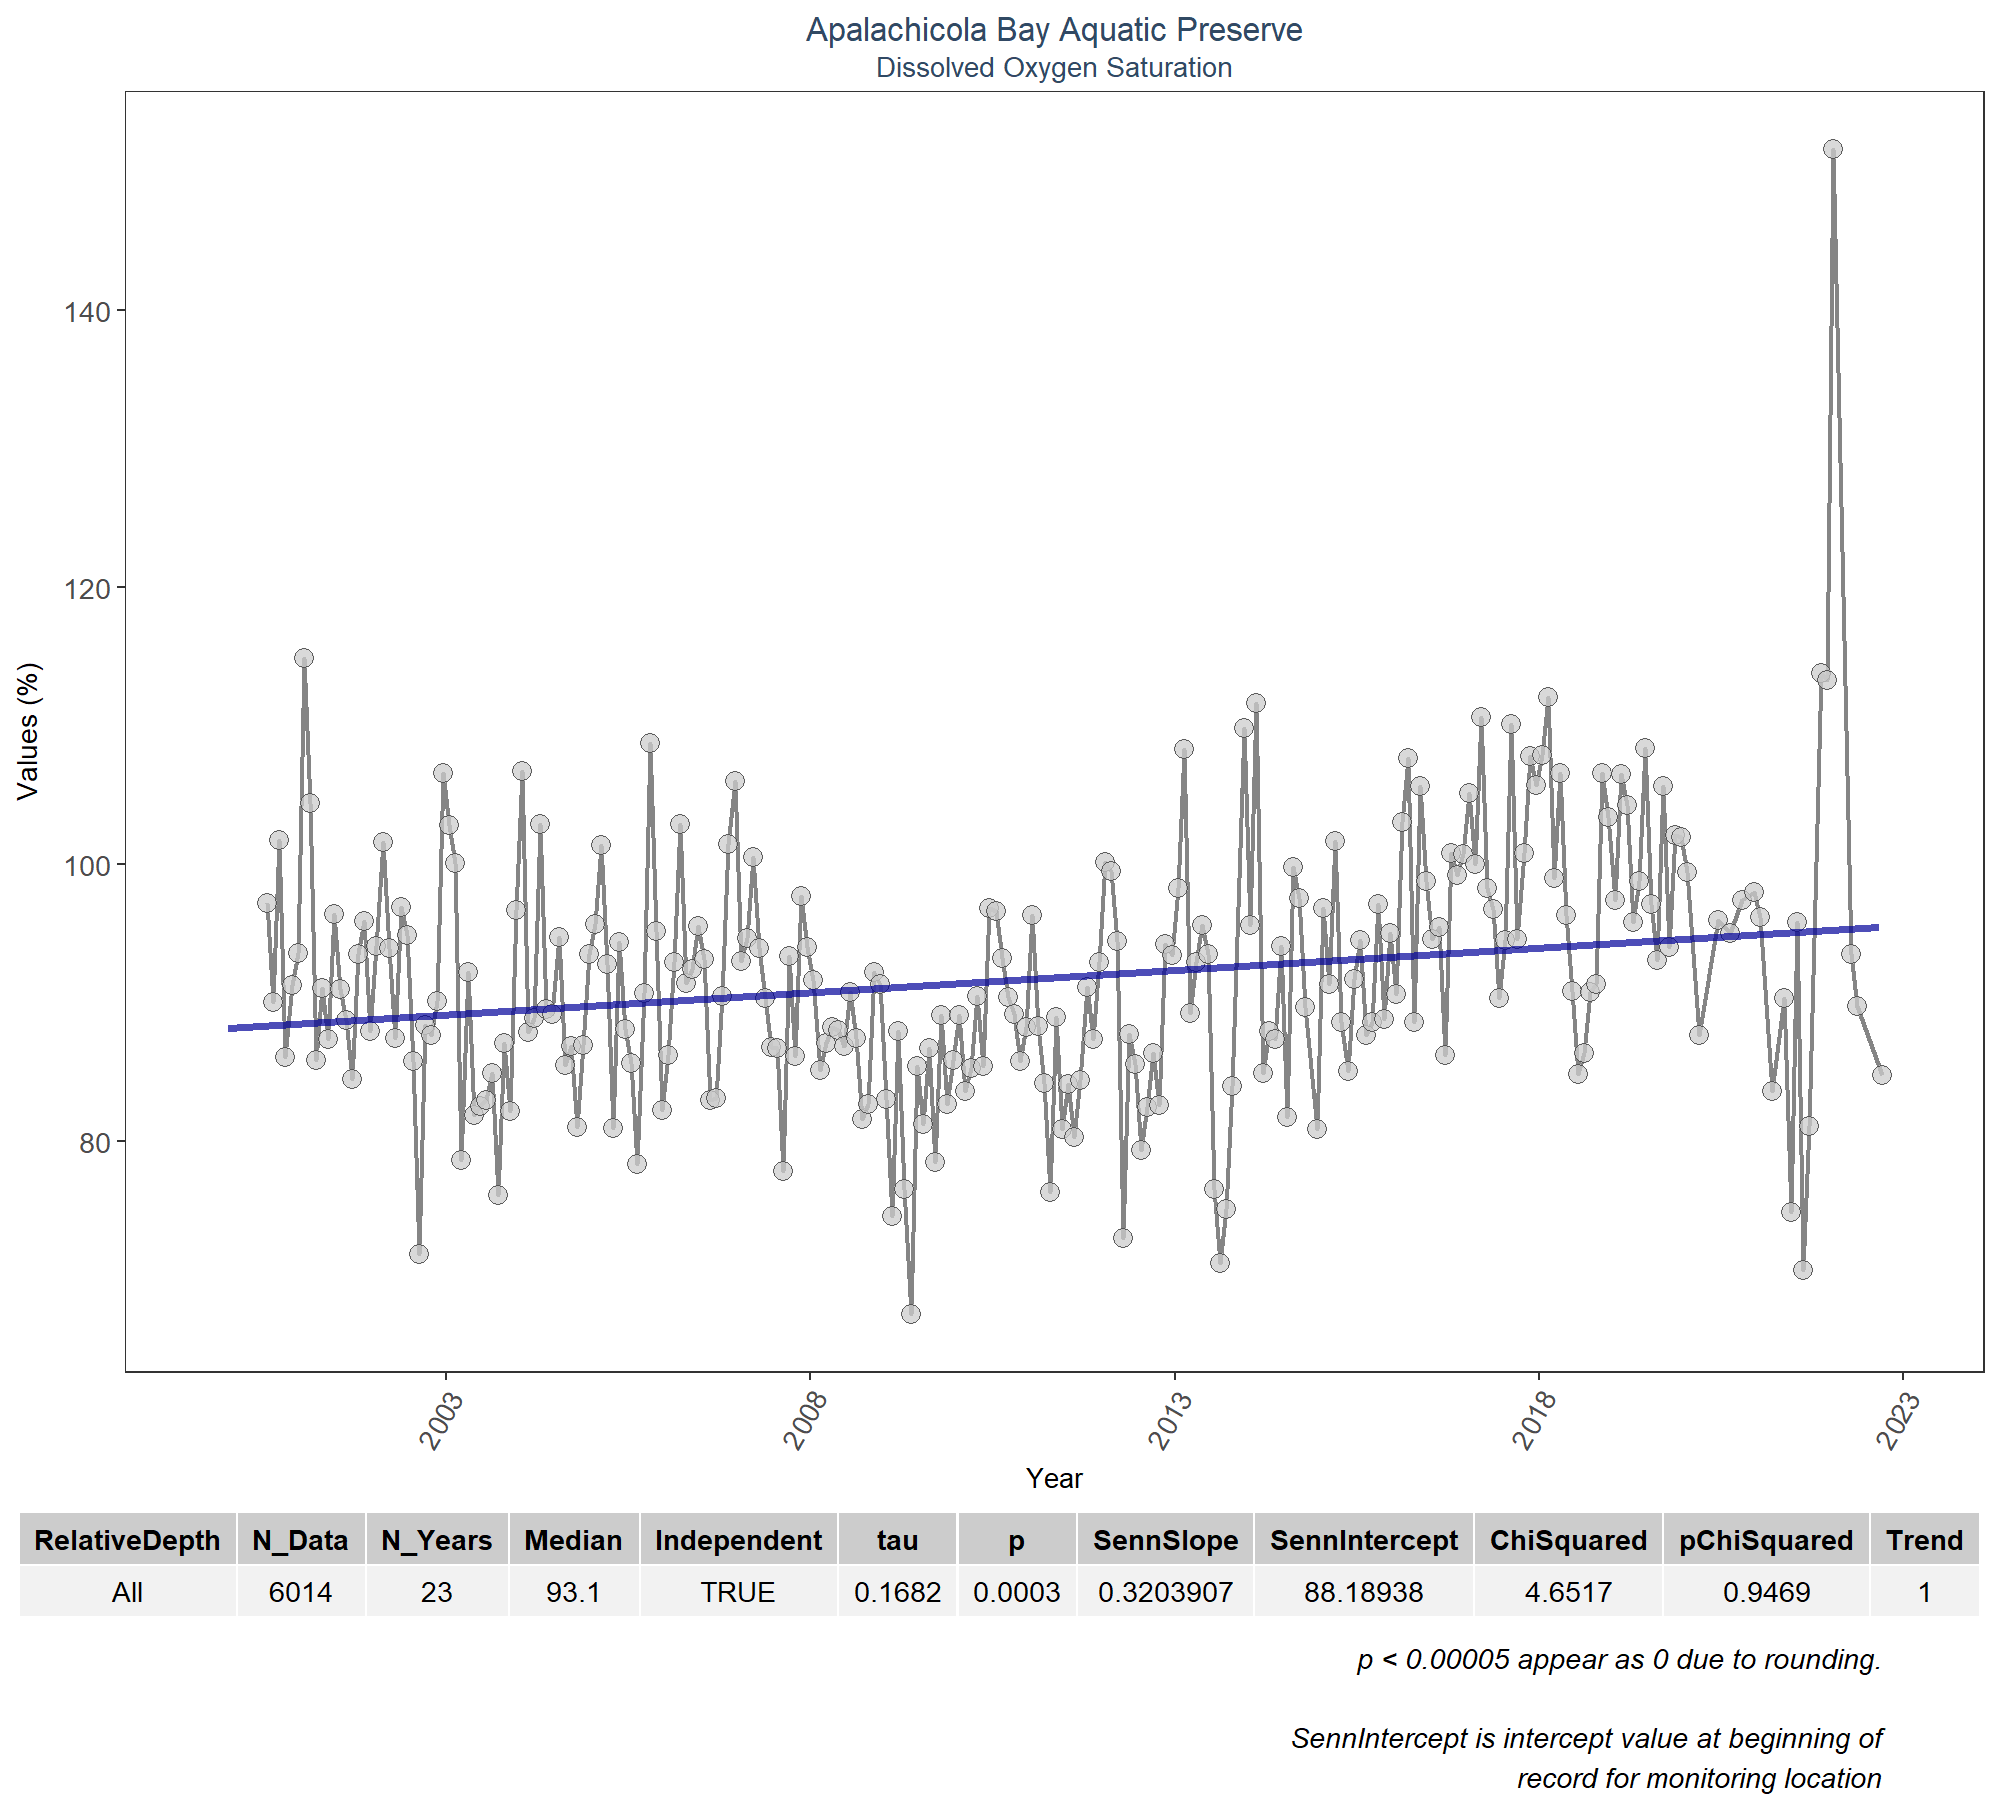 Apalachicola Bay Aquatic Preserve
Dissolved Oxygen Saturation
Values (%)
140
120
100
80
2003 2008 2013 2018 2023
Year
RelativeDepth N_Data N_Years Median Independent tau p SennSlope SennIntercept ChiSquared pChiSquared Trend
All 6014 23 93.1 TRUE 0.1682 0.0003 0.3203907 88.18938 4.6517 0.9469 1
p < 0.00005 appear as 0 due to rounding.
SennIntercept is intercept value at beginning of
record for monitoring location